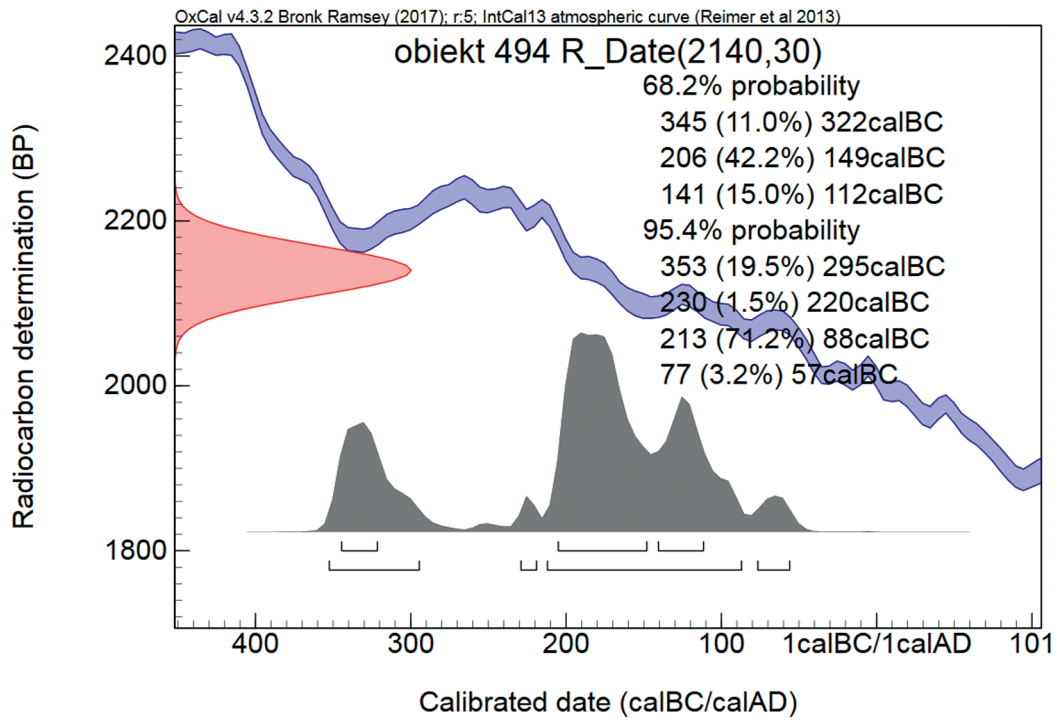 OxCal v4.3.2 Bronk Ramsey (2017); r:5; IntCal13 atmospheric curve (Reimer et al 2013)
obiekt 494 R_Date(2140,30)
68.2% probability
345 (11.0%) 322calBC
206 (42.2%) 149calBC
141 (15.0%) 112calBC
95.4% probability
353 (19.5%) 295calBC
230 (1.5%) 220calBC
213 (71.2%) 88calBC
77 (3.2%) 57calBC
Radiocarbon determination (BP)
2400
2200
2000
1800
400 300 200 100 1calBC/1calAD 101
Calibrated date (calBC/calAD)